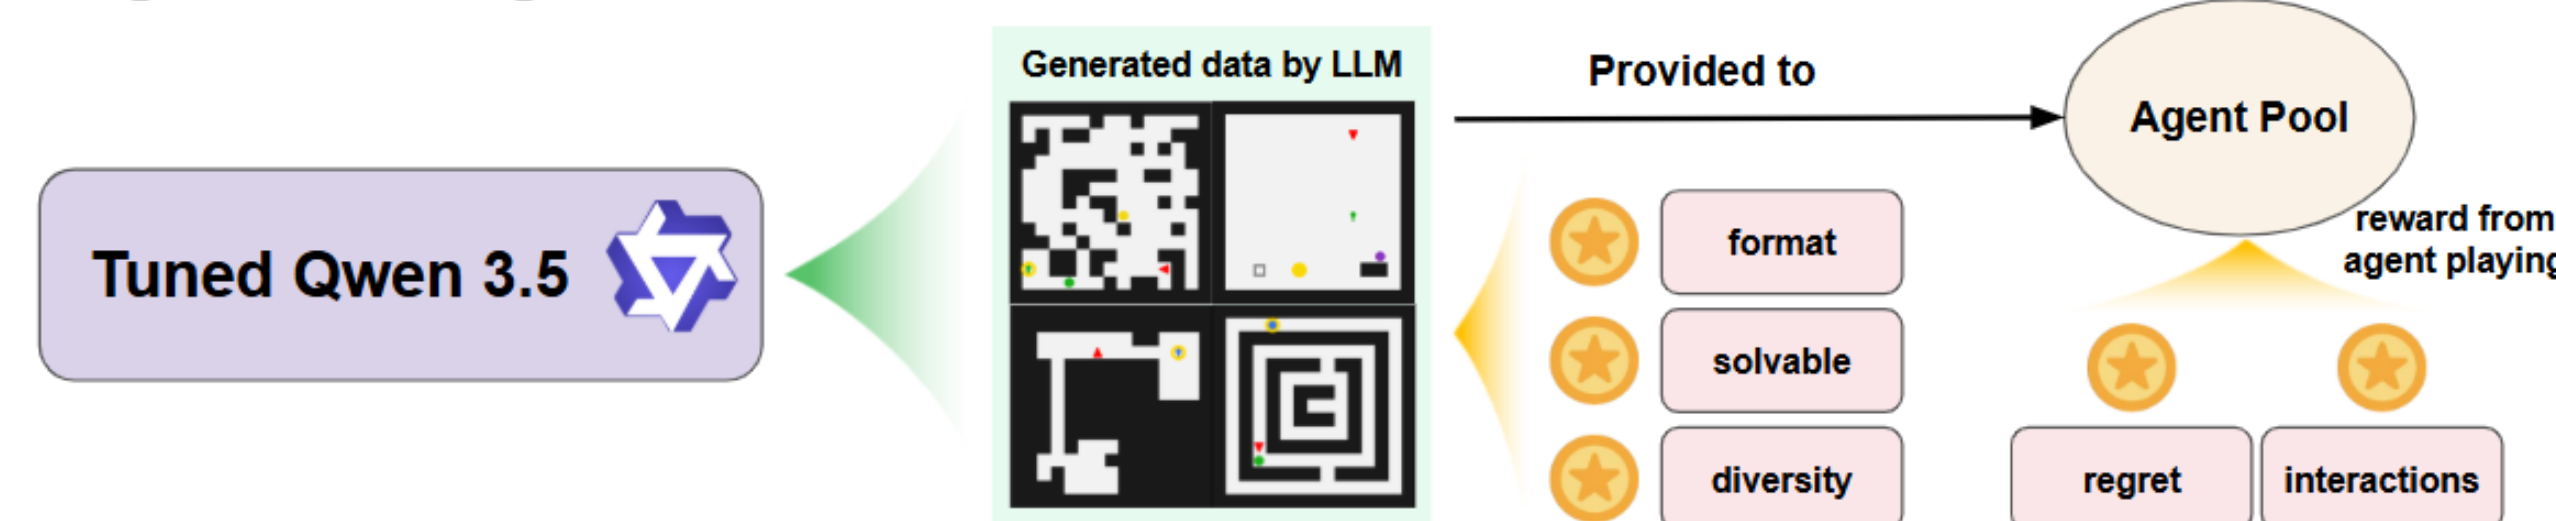 Generated data by LLM
Provided to
Agent Pool
Tuned Qwen 3.5
format
reward from
agent playing
solvable
diversity
regret
interactions